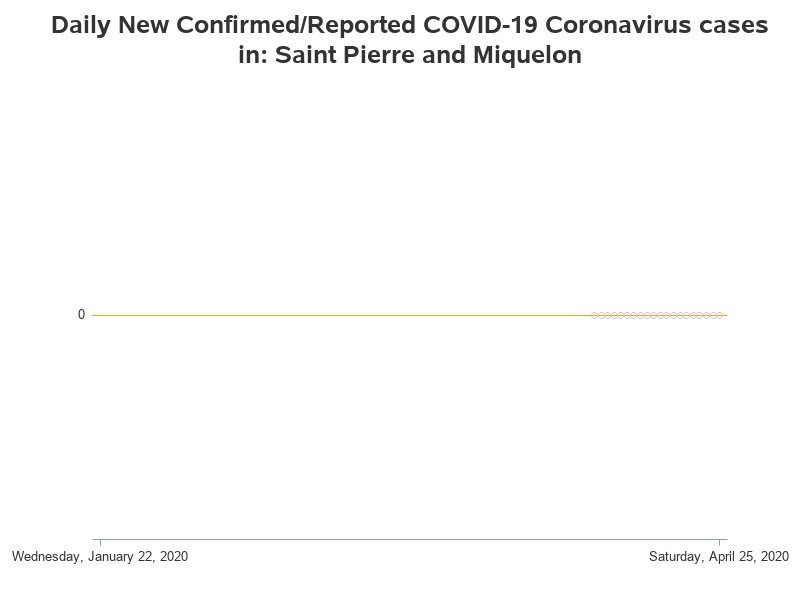 Daily New Confirmed/Reported COVID-19 Coronavirus cases
in: Saint Pierre and Miquelon
0
Wednesday, January 22, 2020
Saturday, April 25, 2020